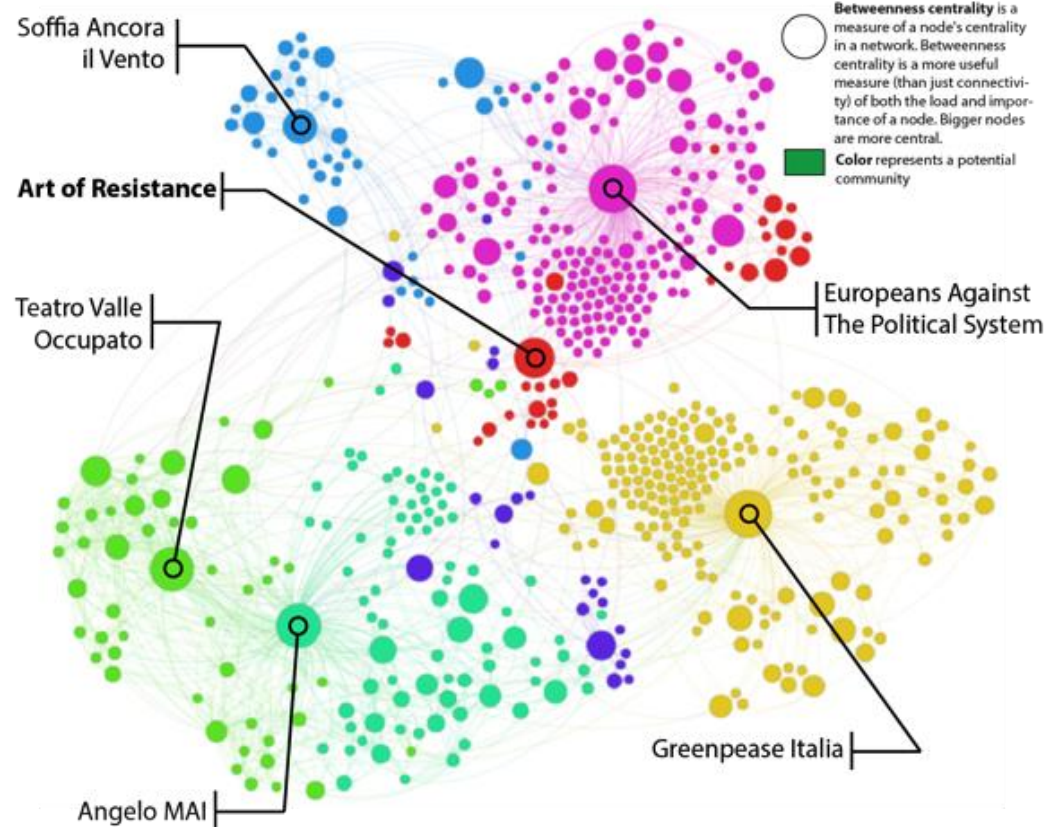 Soffia Ancora
il Vento
Betweenness centrality is a
measure of a node's centrality
in a network. Betweenness
centrality is a more useful
measure (than just connectivi-
ty) of both the load and impor-
tance of a node. Bigger nodes
are more central.
Color represents a potential
community
Art of Resistance
Europeans Against
The Political System
Teatro Valle
Occupato
Greenpease Italia
Angelo MAI